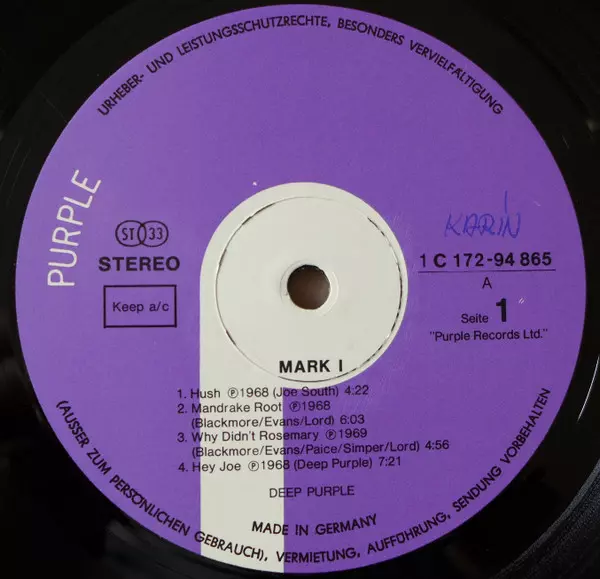 URHEBER- UND LEISTUNGSSCHUTZRECHTE, BESONDERS VERVIELFÄLTIGUNG
PURPLE
ST 33
STEREO
Keep a/c
KARIN
1 C 172-94 865
A
Seite 1
"Purple Records Ltd."
MARK I
1. Hush ℗1968 (Joe South) 4:22
2. Mandrake Root ℗1968
(Blackmore/Evans/Lord) 6:03
3. Why Didn't Rosemary ℗1969
(Blackmore/Evans/Paice/Simper/Lord) 4:56
4. Hey Joe ℗1968 (Deep Purple) 7:21
DEEP PURPLE
MADE IN GERMANY
(AUSSER ZUM PERSÖNLICHEN GEBRAUCH), VERMIETUNG, AUFFÜHRUNG, SENDUNG VORBEHALTEN